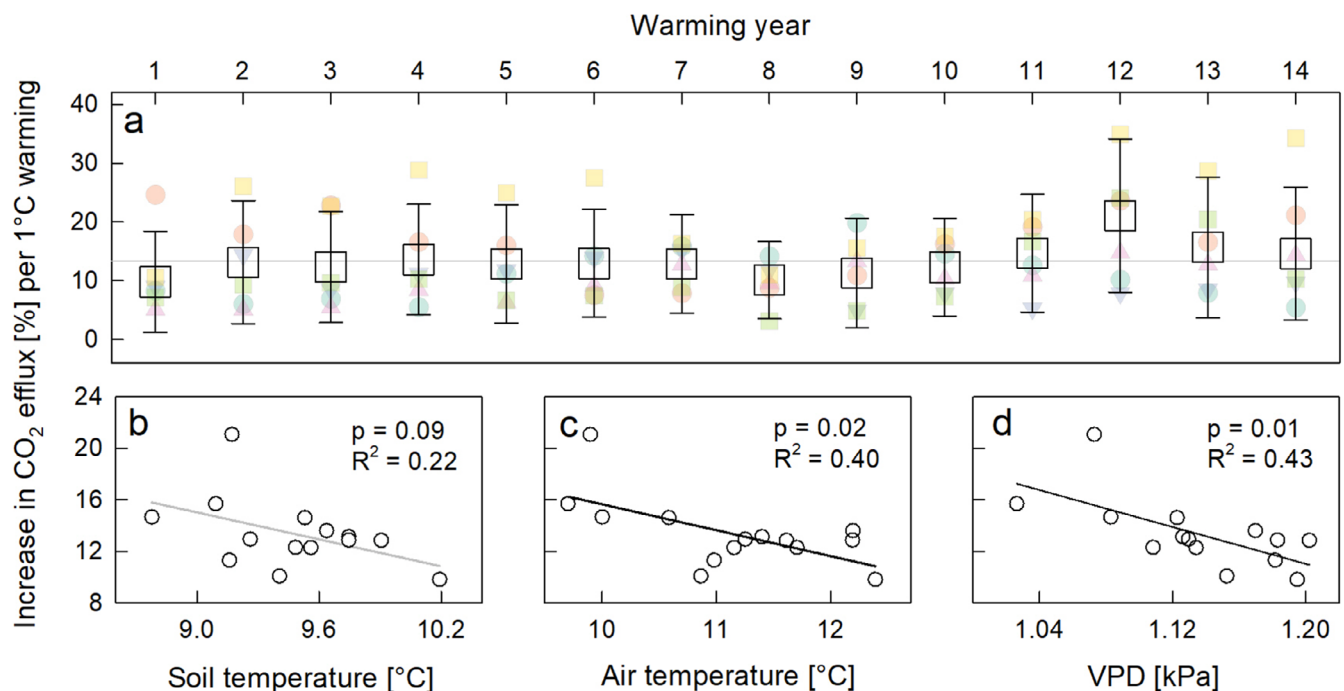 Warming year
1 2 3 4 5 6 7 8 9 10 11 12 13 14
Increase in CO₂ efflux [%] per 1°C warming
a
40
30
20
10
0
24
20
16
12
8
b
p = 0.09
R² = 0.22
c
p = 0.02
R² = 0.40
d
p = 0.01
R² = 0.43
9.0 9.6 10.2
10 11 12
1.04 1.12 1.20
Soil temperature [°C]
Air temperature [°C]
VPD [kPa]